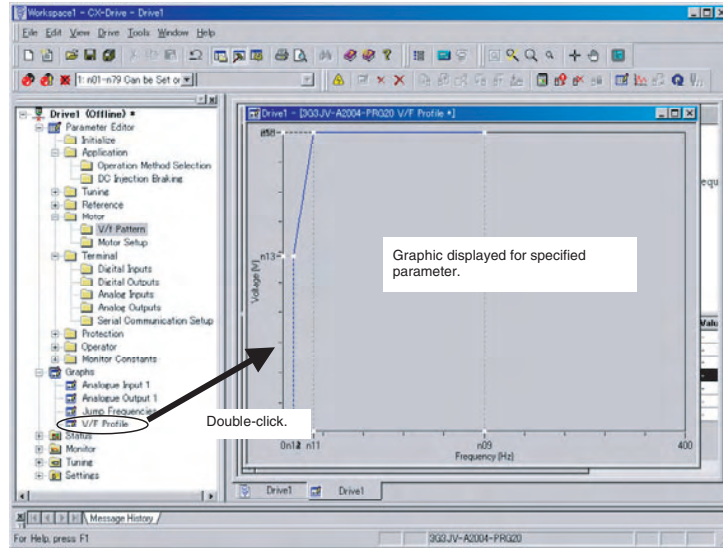 Workspace1 - CX-Drive - Drive1
File Edit View Drive Tools Window Help
1: n01-n79 Can be Set or
Drive1 (Offline) *
Parameter Editor
Initialize
Application
Operation Method Selection
DC Injection Braking
Tuning
Reference
Motor
V/f Pattern
Motor Setup
Terminal
Digital Inputs
Digital Outputs
Analog Inputs
Analog Outputs
Serial Communication Setup
Protection
Operator
Monitor Constants
Graphs
Analogue Input 1
Analogue Output 1
Jump Frequencies
V/F Profile
Status
Monitor
Tuning
Settings
Drive1 - [3G3JV-A2004-PRG20 V/F Profile *]
n13
Voltage [V]
Graphic displayed for specified
parameter.
Double-click.
n11 n09 400
Frequency [Hz]
equ
Valu
Drive1 Drive1
Message History
For Help, press F1
3G3JV-A2004-PRG20